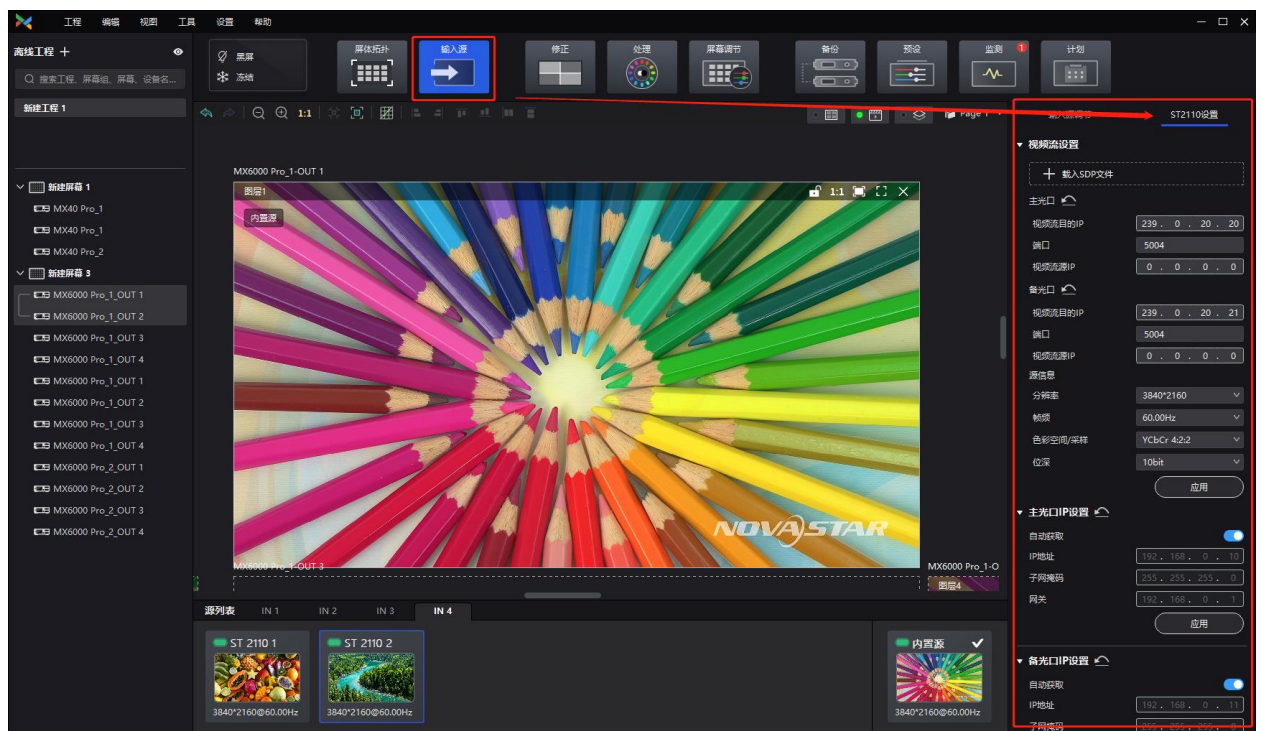 工程 编辑 视图 工具 设置 帮助
离线工程 +
搜索工程、屏幕组、屏幕、设备名...
新建工程 1
黑屏
冻结
屏体拓扑
输入源
修正
处理
屏幕调节
备份
预设
监测
1
计划
1:1
Page 1
新建屏幕 1
MX40 Pro_1
MX40 Pro_1
MX40 Pro_2
新建屏幕 3
MX6000 Pro_1_OUT 1
MX6000 Pro_1_OUT 2
MX6000 Pro_1_OUT 3
MX6000 Pro_1_OUT 4
MX6000 Pro_1_OUT 1
MX6000 Pro_1_OUT 2
MX6000 Pro_1_OUT 3
MX6000 Pro_1_OUT 4
MX6000 Pro_2_OUT 1
MX6000 Pro_2_OUT 2
MX6000 Pro_2_OUT 3
MX6000 Pro_2_OUT 4
MX6000 Pro_1-OUT 1
图层1
1:1
内置源
NOVASTAR
MX6000 Pro_1-OUT 3
MX6000 Pro_1-O
图层4
源列表 IN 1 IN 2 IN 3 IN 4
ST 2110 1
3840*2160@60.00Hz
ST 2110 2
3840*2160@60.00Hz
内置源
3840*2160@60.00Hz
输入源调节 ST2110设置
视频流设置
+ 载入SDP文件
主光口
视频流目的IP 239 . 0 . 20 . 20
端口 5004
视频流源IP 0 . 0 . 0 . 0
备光口
视频流目的IP 239 . 0 . 20 . 21
端口 5004
视频流源IP 0 . 0 . 0 . 0
源信息
分辨率 3840*2160
帧频 60.00Hz
色彩空间/采样 YCbCr 4:2:2
位深 10bit
应用
主光口IP设置
自动获取
IP地址 192 . 168 . 0 . 10
子网掩码 255 . 255 . 255 . 0
网关 192 . 168 . 0 . 1
应用
备光口IP设置
自动获取
IP地址 192 . 168 . 0 . 11
子网掩码 255 . 255 . 255 . 0